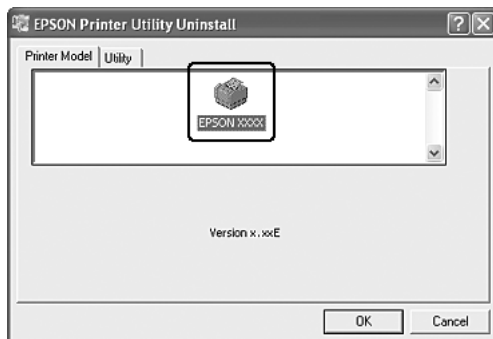 EPSON Printer Utility Uninstall
Printer Model Utility
EPSON XXXX
Version x.xxE
OK Cancel